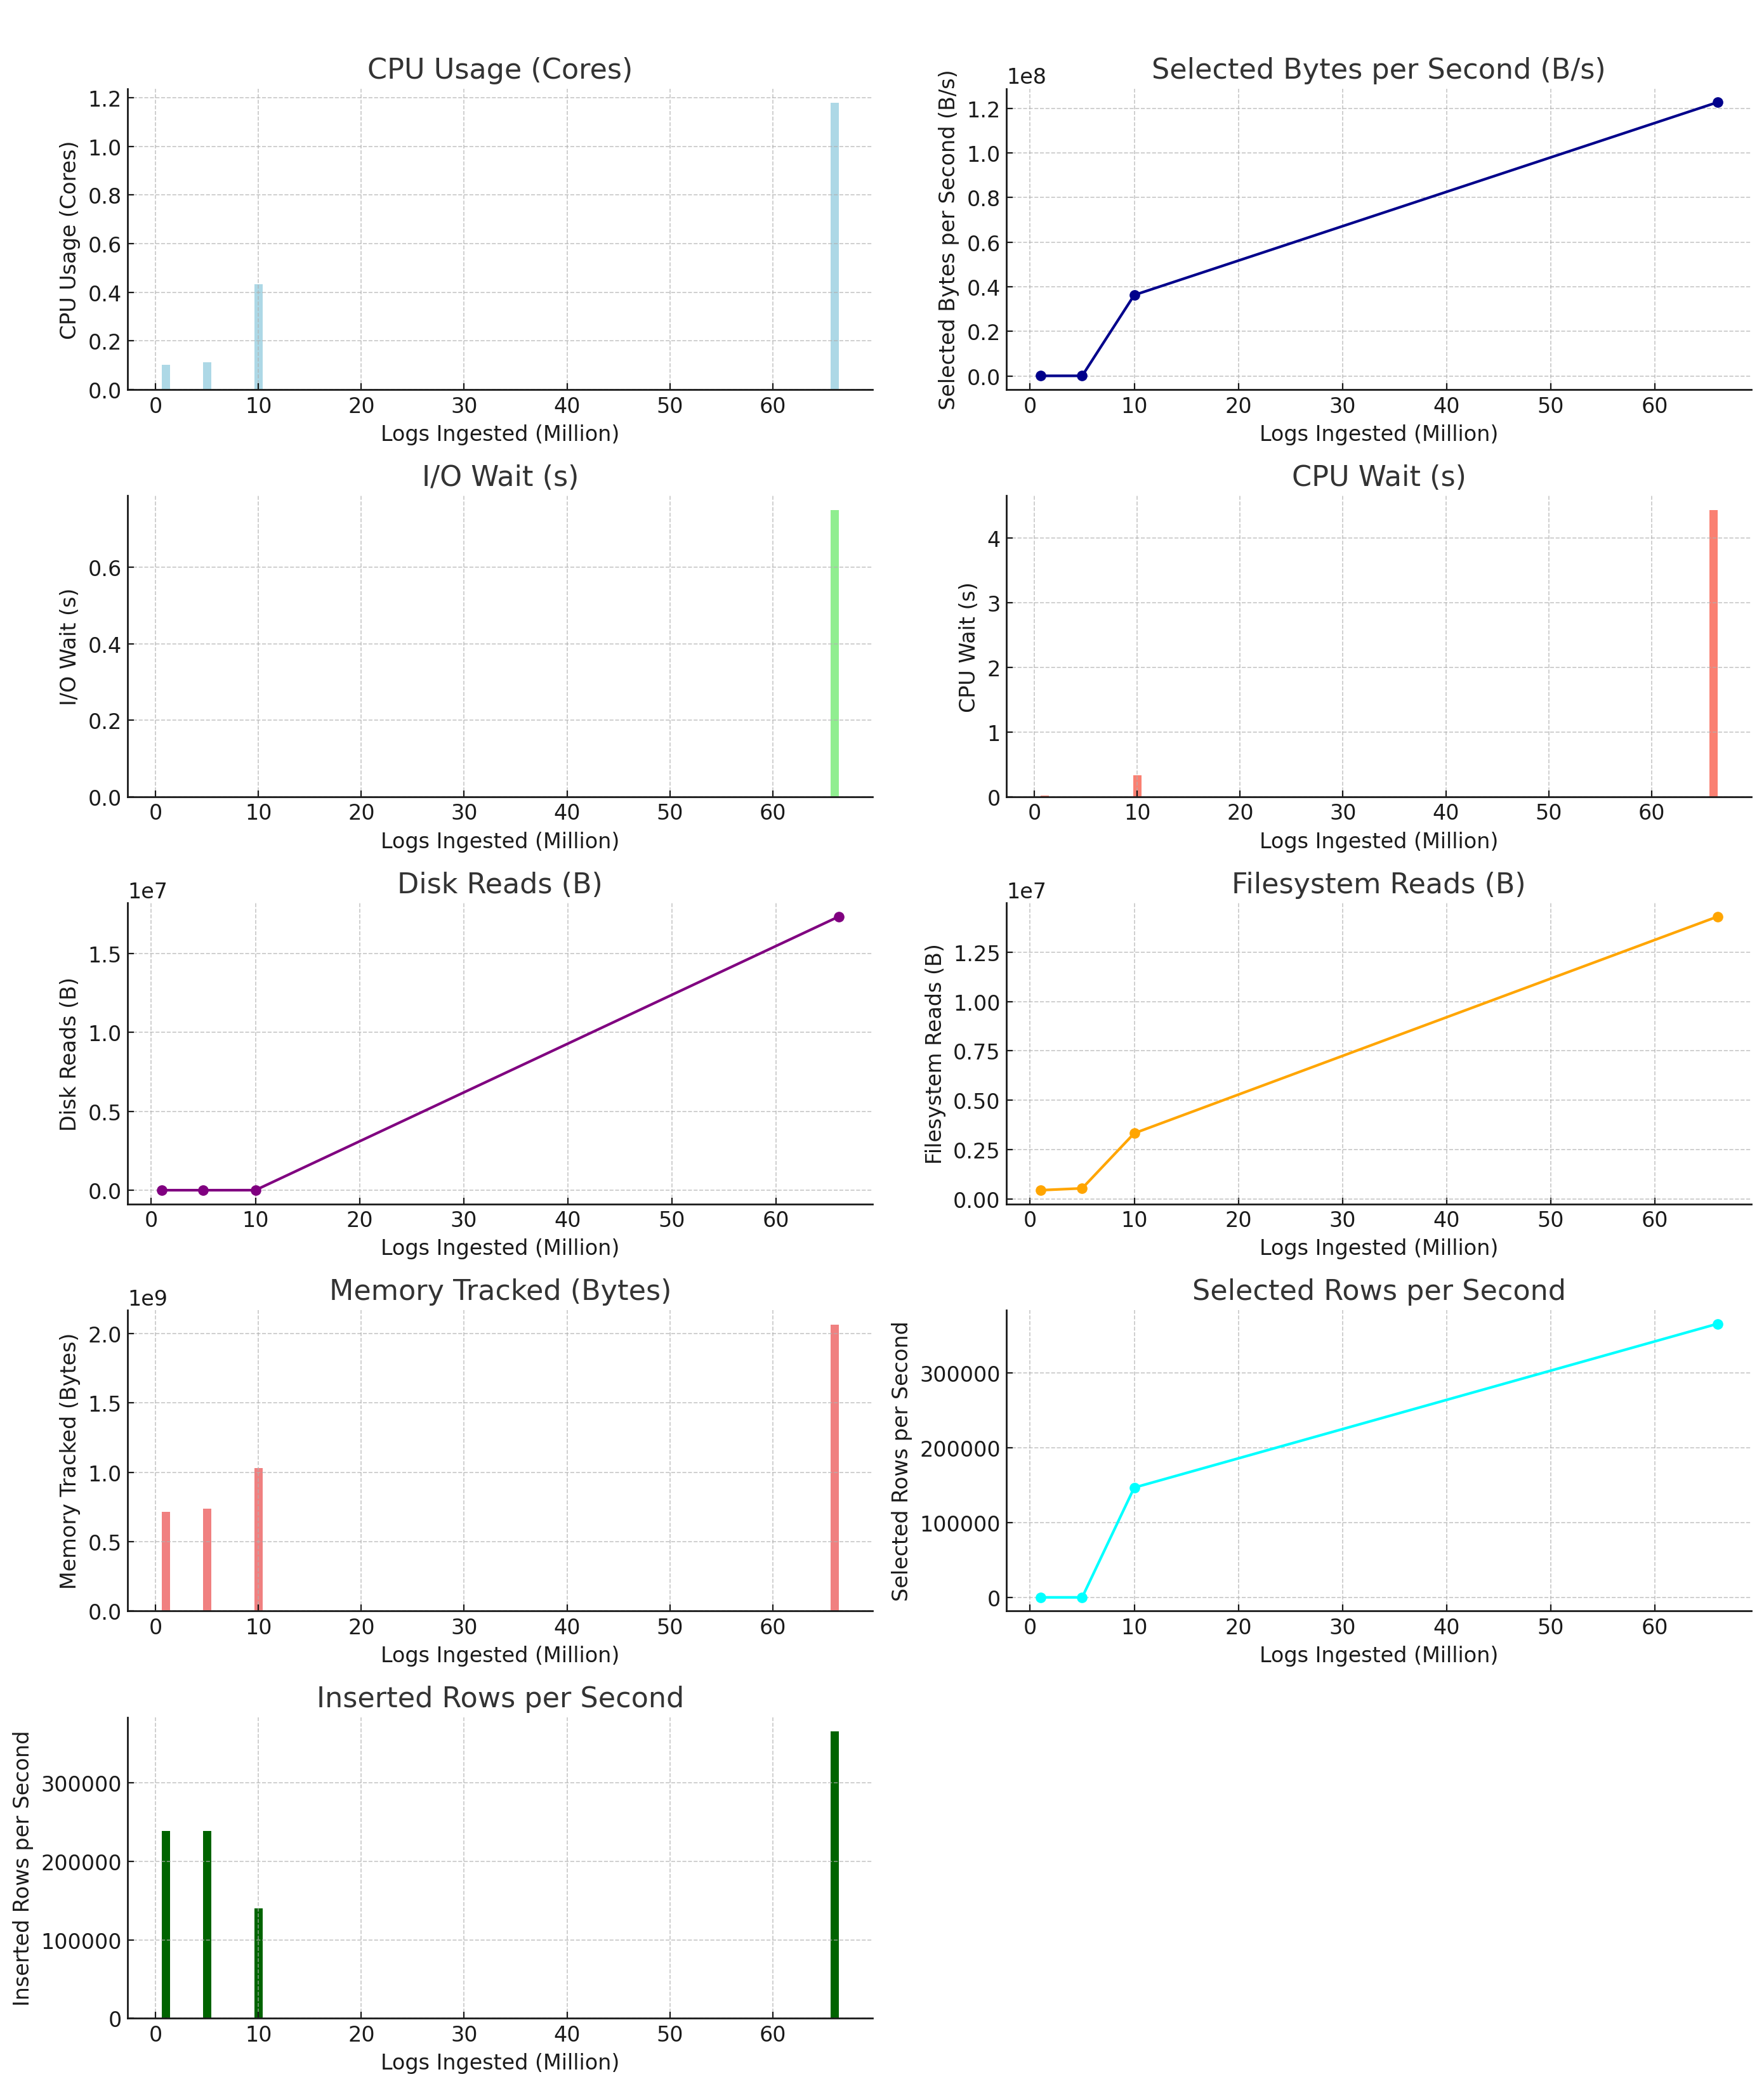 CPU Usage (Cores)
CPU Usage (Cores)
1.2
1.0
0.8
0.6
0.4
0.2
0.0
0 10 20 30 40 50 60
Logs Ingested (Million)
Selected Bytes per Second (B/s)
1e8
Selected Bytes per Second (B/s)
1.2
1.0
0.8
0.6
0.4
0.2
0.0
0 10 20 30 40 50 60
Logs Ingested (Million)
I/O Wait (s)
I/O Wait (s)
0.6
0.4
0.2
0.0
0 10 20 30 40 50 60
Logs Ingested (Million)
CPU Wait (s)
CPU Wait (s)
4
3
2
1
0
0 10 20 30 40 50 60
Logs Ingested (Million)
Disk Reads (B)
1e7
Disk Reads (B)
1.5
1.0
0.5
0.0
0 10 20 30 40 50 60
Logs Ingested (Million)
Filesystem Reads (B)
1e7
Filesystem Reads (B)
1.25
1.00
0.75
0.50
0.25
0.00
0 10 20 30 40 50 60
Logs Ingested (Million)
Memory Tracked (Bytes)
1e9
Memory Tracked (Bytes)
2.0
1.5
1.0
0.5
0.0
0 10 20 30 40 50 60
Logs Ingested (Million)
Selected Rows per Second
Selected Rows per Second
300000
200000
100000
0
0 10 20 30 40 50 60
Logs Ingested (Million)
Inserted Rows per Second
Inserted Rows per Second
300000
200000
100000
0
0 10 20 30 40 50 60
Logs Ingested (Million)